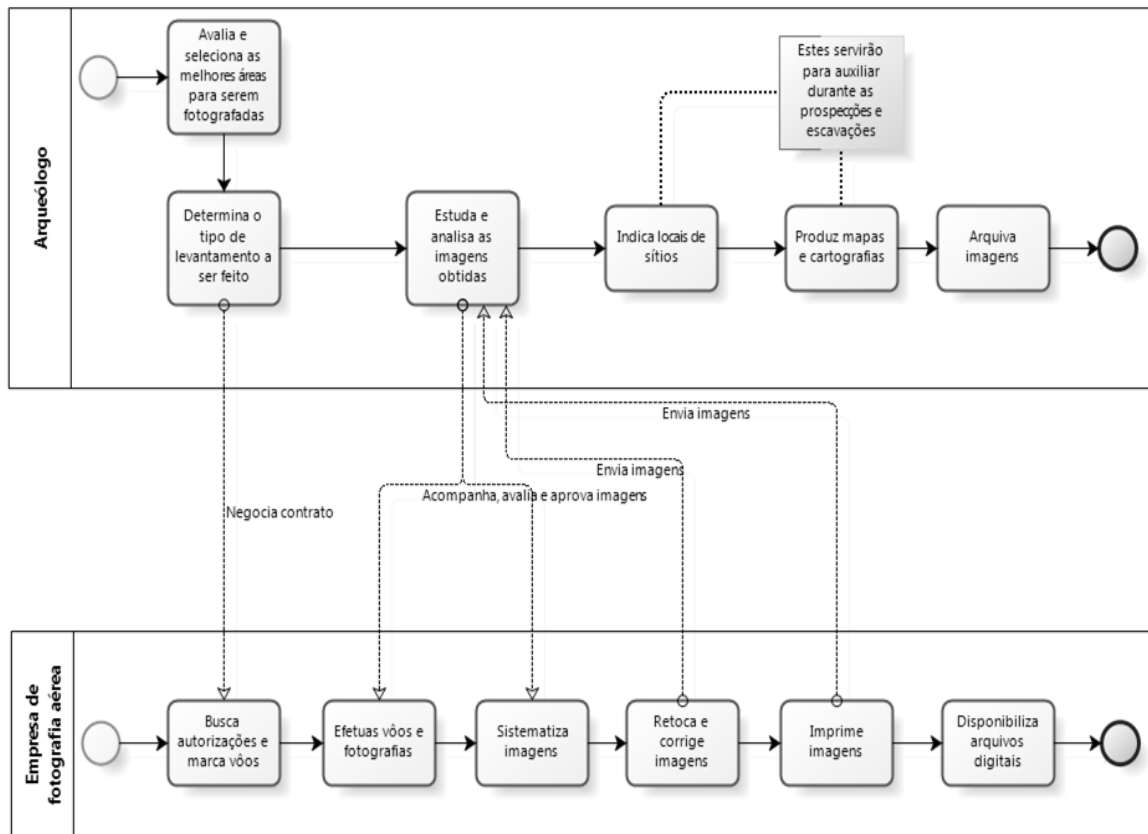 Arqueólogo
Avalia e
seleciona as
melhores áreas
para serem
fotografadas
Estes servirão
para auxiliar
durante as
prospecções e
escavações
Determina o
tipo de
levantamento a
ser feito
Estuda e
analisa as
imagens
obtidas
Indica locais de
sítios
Produz mapas
e cartografias
Arquiva
imagens
Envia imagens
Envia imagens
Acompanha, avalia e aprova imagens
Negocia contrato
Empresa de
fotografia aérea
Busca
autorizações e
marca vôos
Efetuas vôos e
fotografias
Sistematiza
imagens
Retoca e
corrige
imagens
Imprime
imagens
Disponibiliza
arquivos
digitais